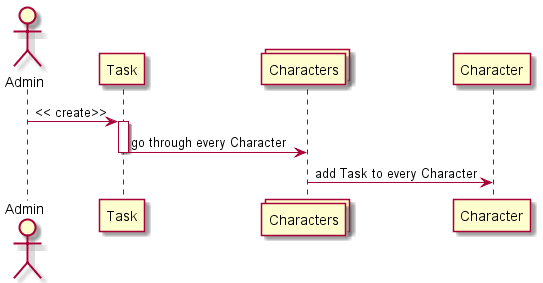 Admin
Task
Characters
Character
<< create>>
go through every Character
add Task to every Character
Admin
Task
Characters
Character